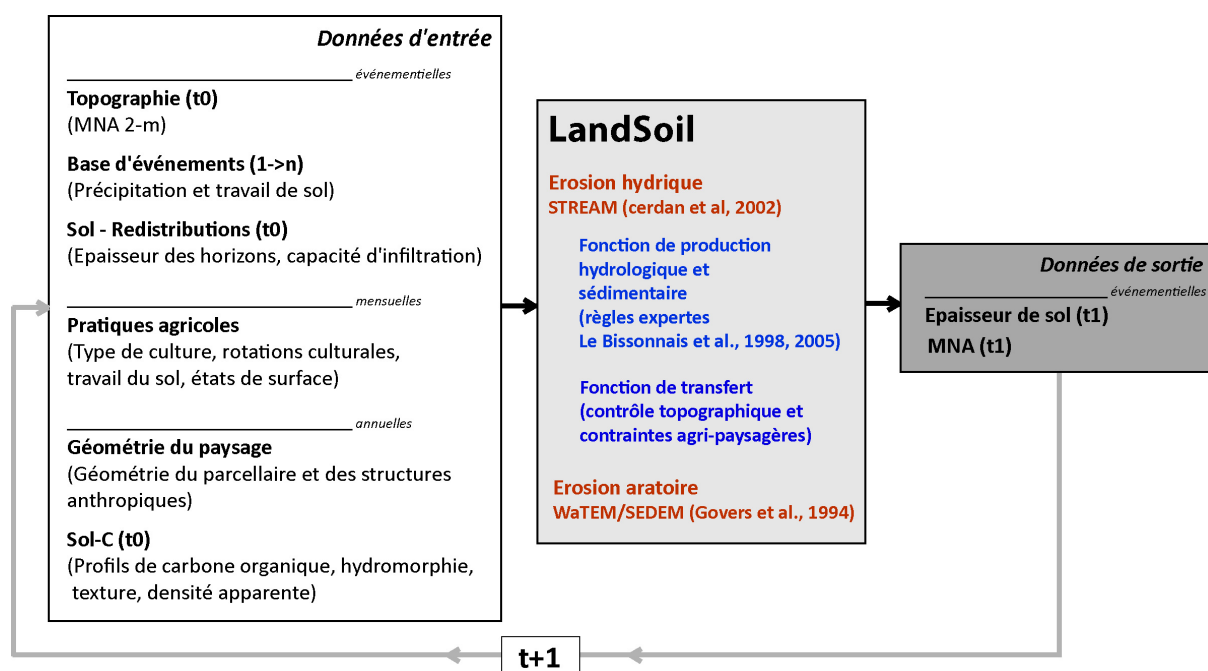 Données d'entrée
événementielles
Topographie (t0)
(MNA 2-m)
Base d'événements (1->n)
(Précipitation et travail de sol)
Sol - Redistributions (t0)
(Epaisseur des horizons, capacité d'infiltration)
mensuelles
Pratiques agricoles
(Type de culture, rotations culturales,
travail du sol, états de surface)
annuelles
Géométrie du paysage
(Géométrie du parcellaire et des structures
anthropiques)
Sol-C (t0)
(Profils de carbone organique, hydromorphie,
texture, densité apparente)
LandSoil
Erosion hydrique
STREAM (cerdan et al, 2002)
Fonction de production
hydrologique et
sédimentaire
(règles expertes
Le Bissonnais et al., 1998, 2005)
Fonction de transfert
(contrôle topographique et
contraintes agri-paysagères)
Erosion aratoire
WaTEM/SEDEM (Govers et al., 1994)
Données de sortie
événementielles
Epaisseur de sol (t1)
MNA (t1)
t+1